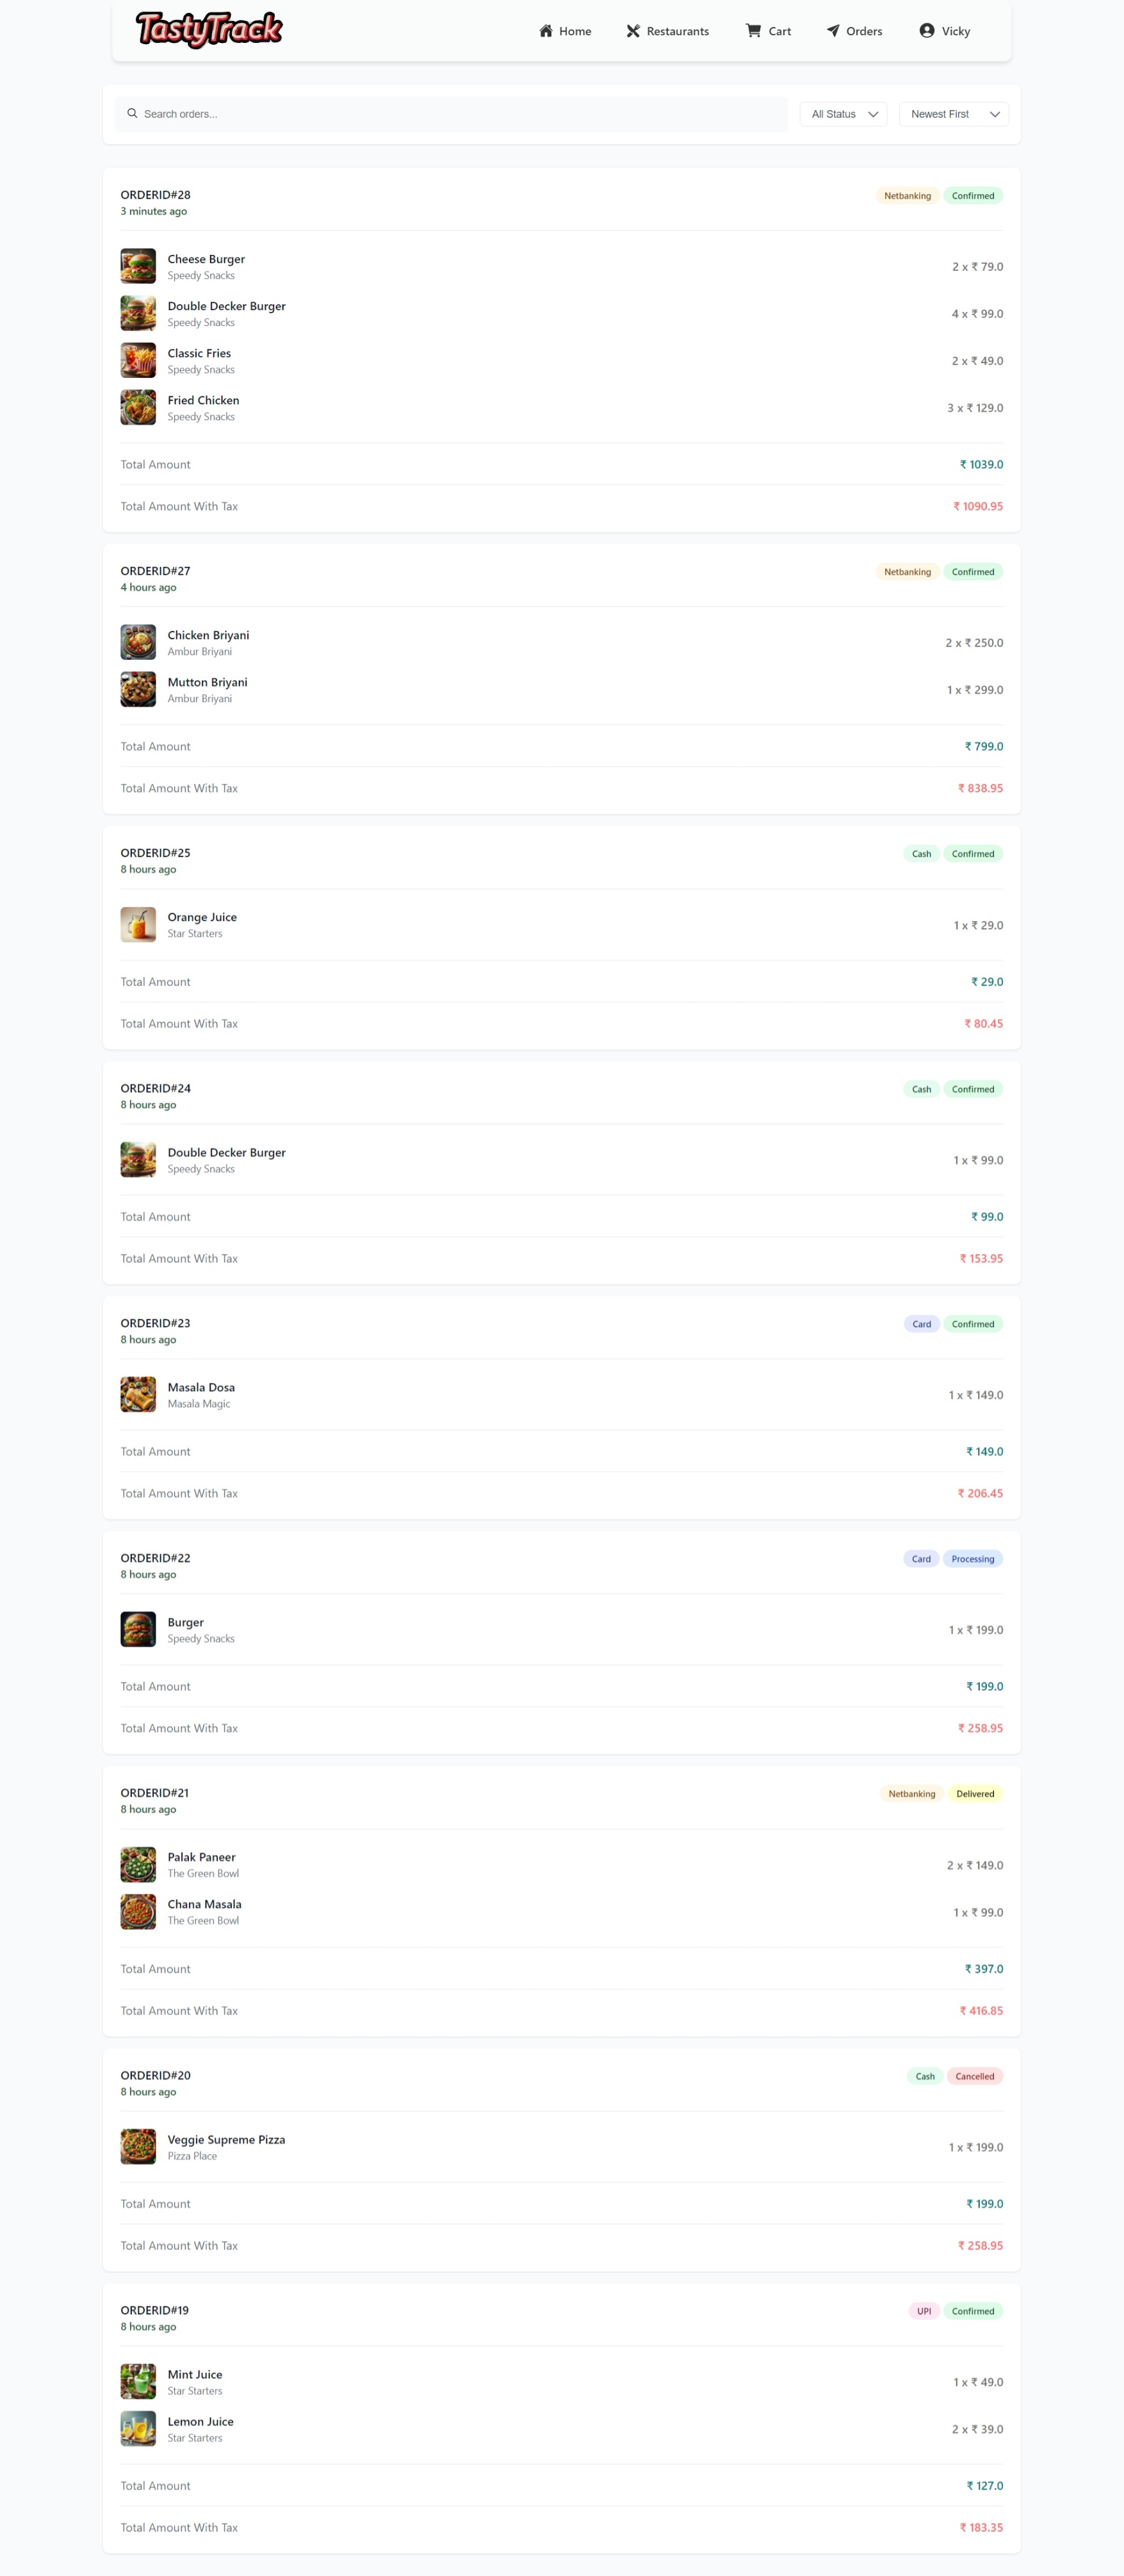 TastyTrack
Home Restaurants Cart Orders Vicky
Search orders... All Status Newest First
ORDERID#28 Netbanking Confirmed
3 minutes ago
Cheese Burger
Speedy Snacks
2 x ₹ 79.0
Double Decker Burger
Speedy Snacks
4 x ₹ 99.0
Classic Fries
Speedy Snacks
2 x ₹ 49.0
Fried Chicken
Speedy Snacks
3 x ₹ 129.0
Total Amount ₹ 1039.0
Total Amount With Tax ₹ 1090.95
ORDERID#27 Netbanking Confirmed
4 hours ago
Chicken Briyani
Ambur Briyani
2 x ₹ 250.0
Mutton Briyani
Ambur Briyani
1 x ₹ 299.0
Total Amount ₹ 799.0
Total Amount With Tax ₹ 838.95
ORDERID#25 Cash Confirmed
8 hours ago
Orange Juice
Star Starters
1 x ₹ 29.0
Total Amount ₹ 29.0
Total Amount With Tax ₹ 80.45
ORDERID#24 Cash Confirmed
8 hours ago
Double Decker Burger
Speedy Snacks
1 x ₹ 99.0
Total Amount ₹ 99.0
Total Amount With Tax ₹ 153.95
ORDERID#23 Card Confirmed
8 hours ago
Masala Dosa
Masala Magic
1 x ₹ 149.0
Total Amount ₹ 149.0
Total Amount With Tax ₹ 206.45
ORDERID#22 Card Processing
8 hours ago
Burger
Speedy Snacks
1 x ₹ 199.0
Total Amount ₹ 199.0
Total Amount With Tax ₹ 258.95
ORDERID#21 Netbanking Delivered
8 hours ago
Palak Paneer
The Green Bowl
2 x ₹ 149.0
Chana Masala
The Green Bowl
1 x ₹ 99.0
Total Amount ₹ 397.0
Total Amount With Tax ₹ 416.85
ORDERID#20 Cash Cancelled
8 hours ago
Veggie Supreme Pizza
Pizza Place
1 x ₹ 199.0
Total Amount ₹ 199.0
Total Amount With Tax ₹ 258.95
ORDERID#19 UPI Confirmed
8 hours ago
Mint Juice
Star Starters
1 x ₹ 49.0
Lemon Juice
Star Starters
2 x ₹ 39.0
Total Amount ₹ 127.0
Total Amount With Tax ₹ 183.35